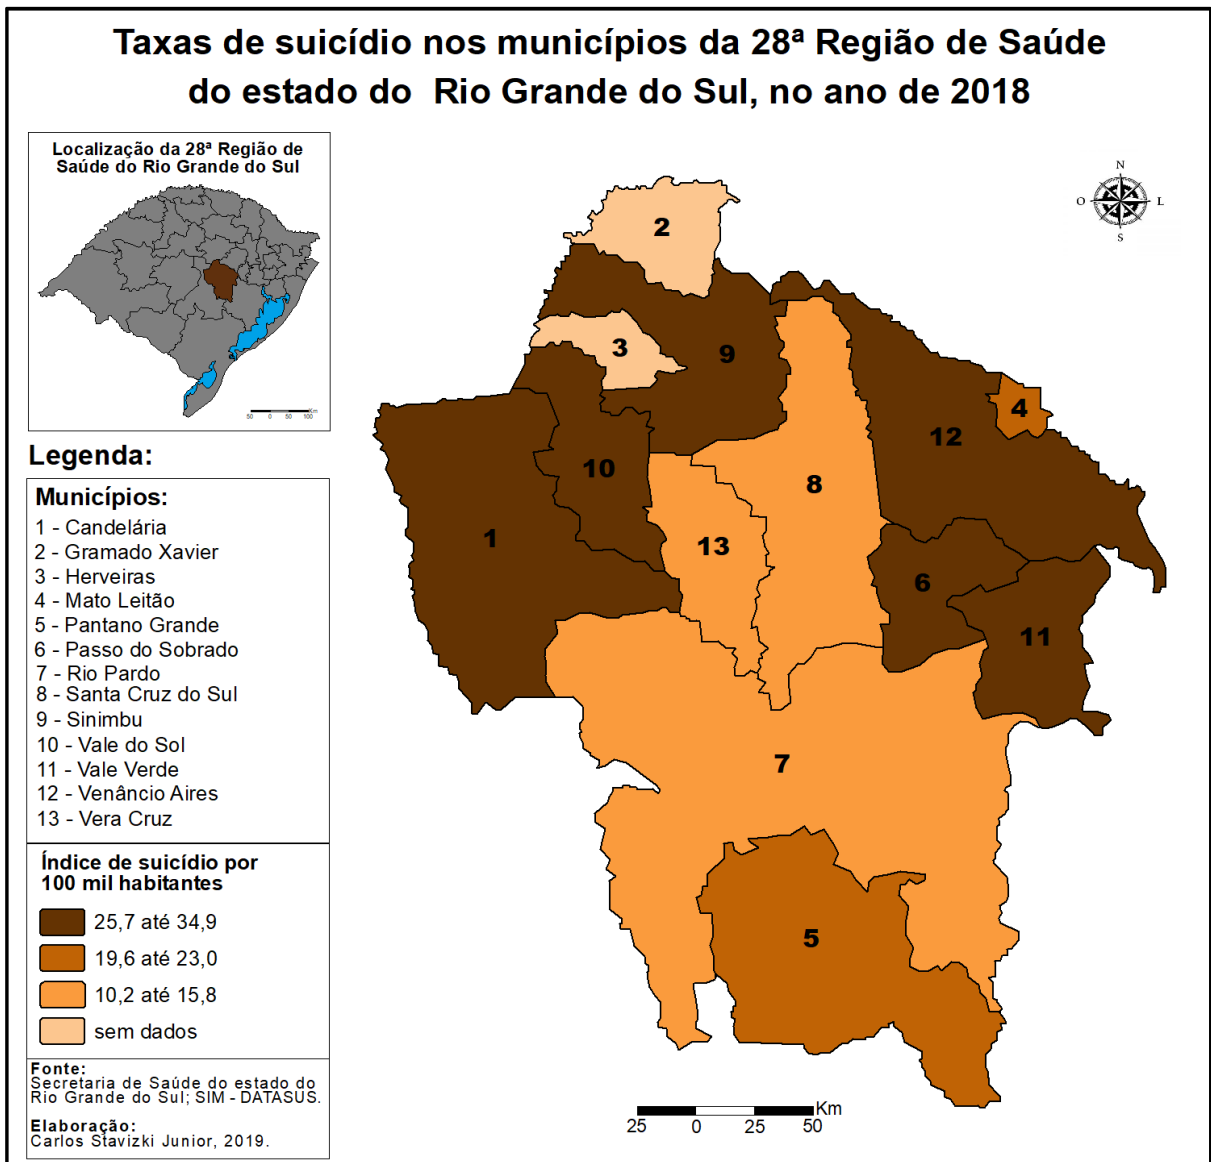 Taxas de suicídio nos municípios da 28ª Região de Saúde
do estado do Rio Grande do Sul, no ano de 2018
Localização da 28ª Região de
Saúde do Rio Grande do Sul
50 0 50 100 Km
N
O L
S
Legenda:
Municípios:
1 - Candelária
2 - Gramado Xavier
3 - Herveiras
4 - Mato Leitão
5 - Pantano Grande
6 - Passo do Sobrado
7 - Rio Pardo
8 - Santa Cruz do Sul
9 - Sinimbu
10 - Vale do Sol
11 - Vale Verde
12 - Venâncio Aires
13 - Vera Cruz
Índice de suicídio por
100 mil habitantes
25,7 até 34,9
19,6 até 23,0
10,2 até 15,8
sem dados
Fonte:
Secretaria de Saúde do estado do
Rio Grande do Sul; SIM - DATASUS.
Elaboração:
Carlos Stavizki Junior, 2019.
2
3
9
4
12
10
8
1
13
6
11
7
5
Km
25 0 25 50